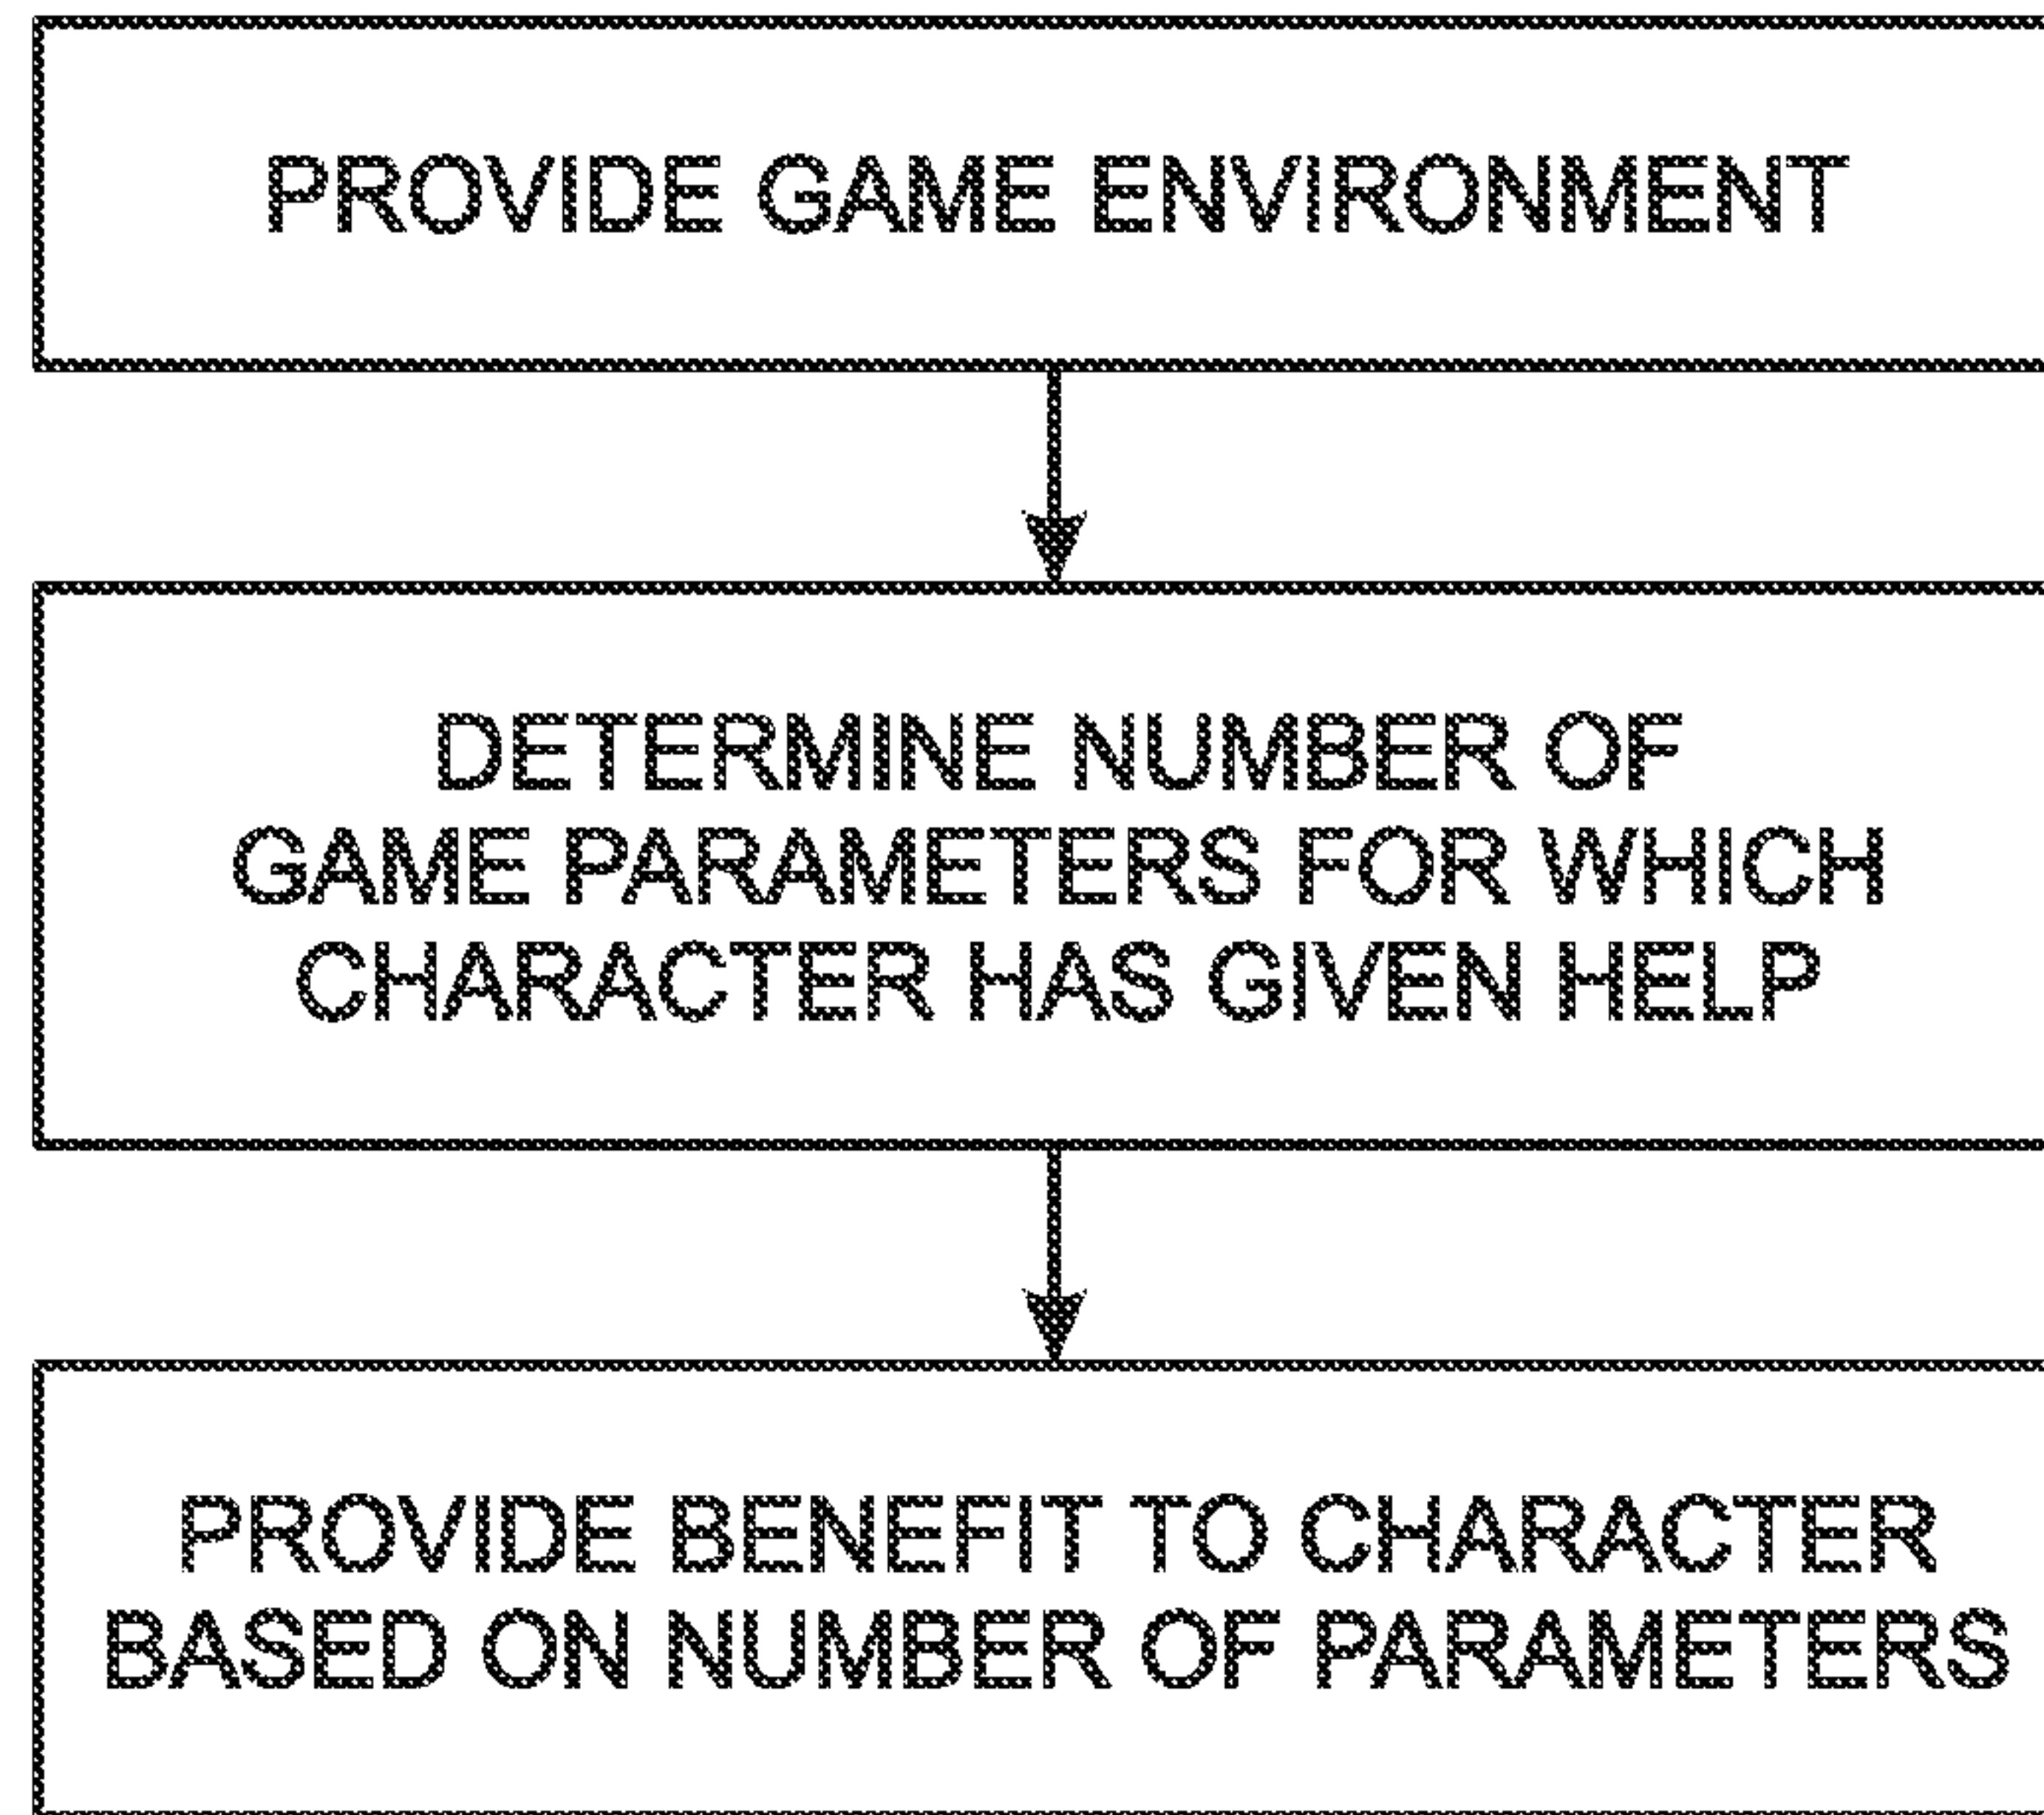 PROVIDE GAME ENVIRONMENT
DETERMINE NUMBER OF
GAME PARAMETERS FOR WHICH
CHARACTER HAS GIVEN HELP
PROVIDE BENEFIT TO CHARACTER
BASED ON NUMBER OF PARAMETERS